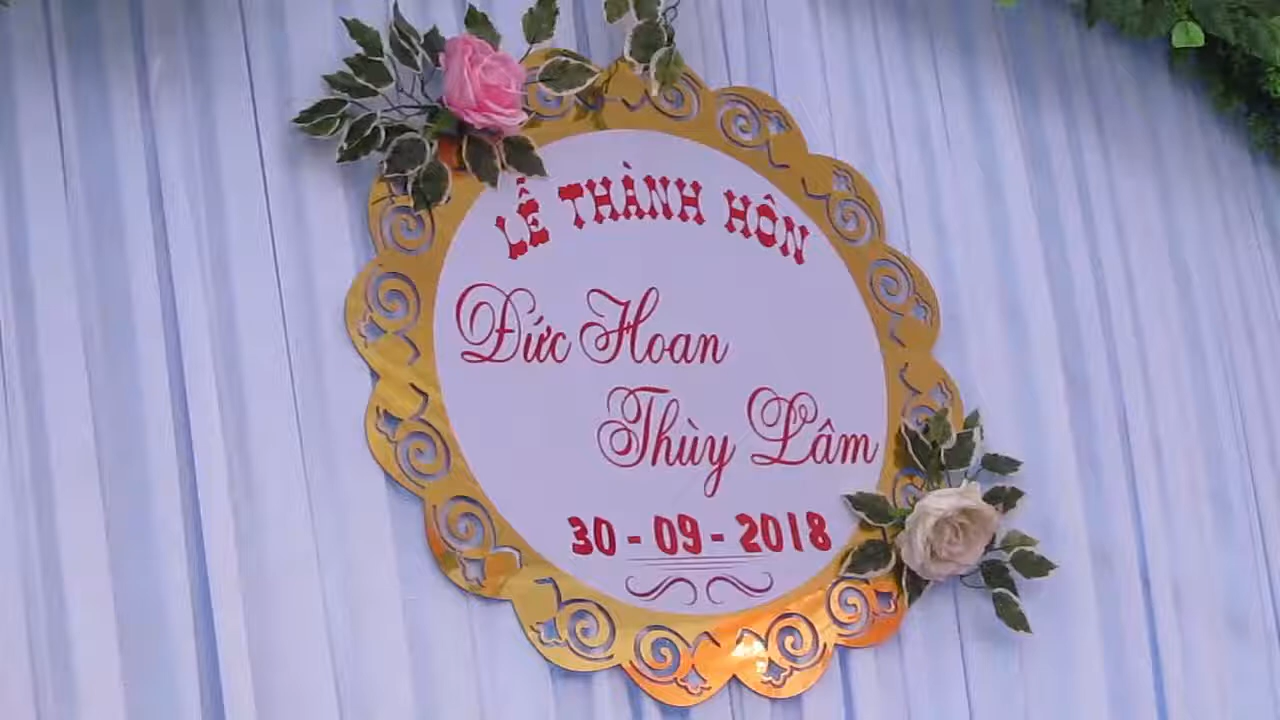 LỄ THÀNH HÔN
Đức Hoan
Thùy Lâm
30 - 09 - 2018